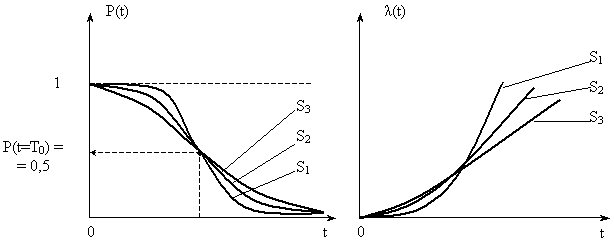 P(t)
λ(t)
1
S1
S2
S3
S3
S2
S1
P(t=T0) =
= 0,5
0
t
0
t